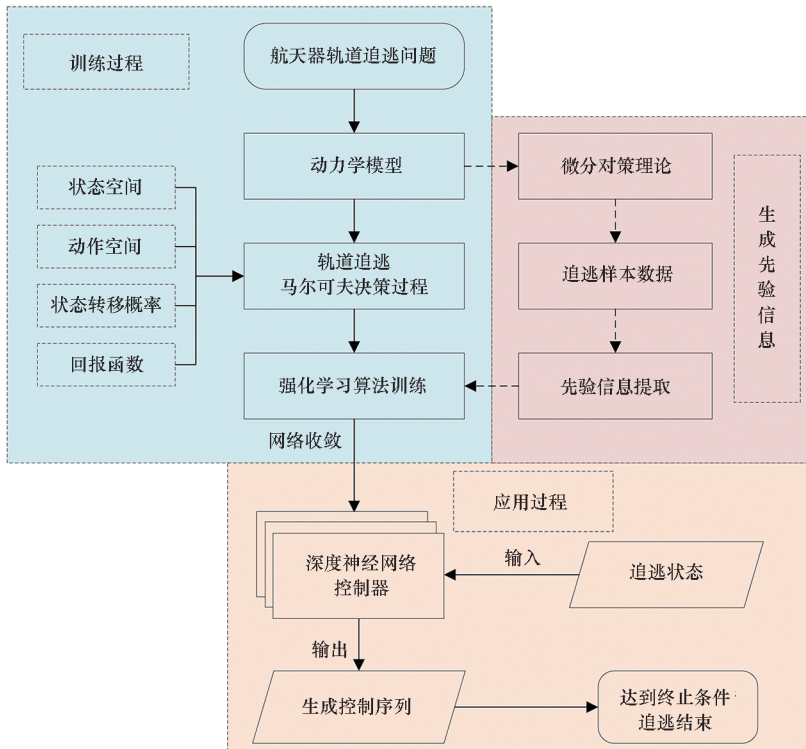 训练过程
航天器轨道追逃问题
动力学模型
状态空间
动作空间
状态转移概率
回报函数
轨道追逃
马尔可夫决策过程
强化学习算法训练
网络收敛
微分对策理论
追逃样本数据
先验信息提取
生成先验信息
应用过程
深度神经网络
控制器
输入
追逃状态
输出
生成控制序列
达到终止条件
追逃结束